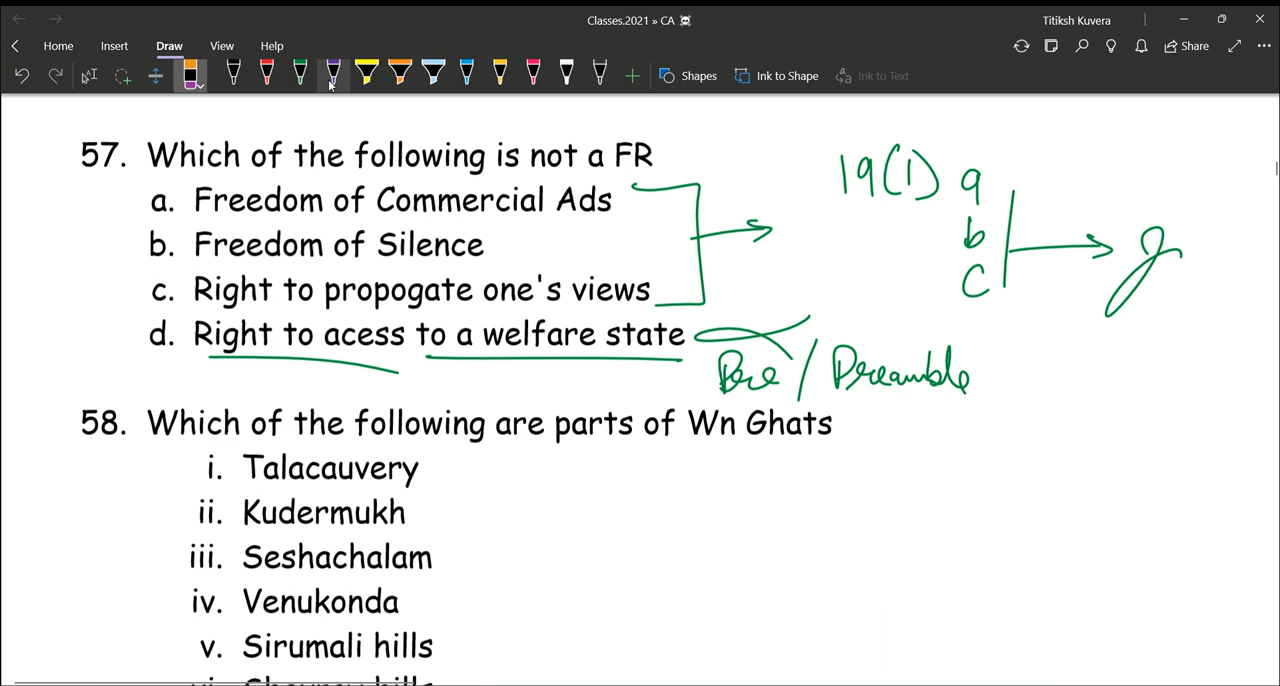 Classes.2021 » CA
Titiksh Kuvera
Home Insert Draw View Help
Share
Shapes
Ink to Shape
Ink to Text
57. Which of the following is not a FR
a. Freedom of Commercial Ads
b. Freedom of Silence
c. Right to propogate one's views
d. Right to acess to a welfare state
19(1) a
b
c
g
/ Preamble
58. Which of the following are parts of Wn Ghats
i. Talacauvery
ii. Kudermukh
iii. Seshachalam
iv. Venukonda
v. Sirumali hills